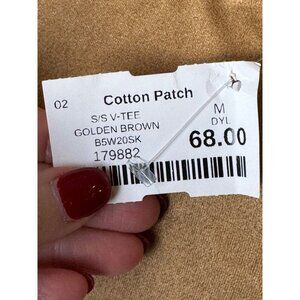 02 Cotton Patch M
S/S V-TEE DYL
GOLDEN BROWN 68.00
B5W20SK
179882